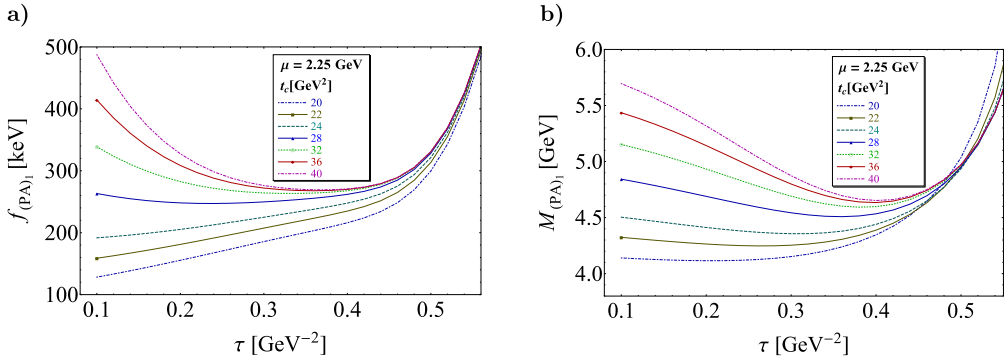 a)
500
400
300
200
100
f(PA)1 [keV]
μ = 2.25 GeV
tc[GeV²]
20
22
24
28
32
36
40
0.1 0.2 0.3 0.4 0.5
τ [GeV⁻²]
b)
6.0
5.5
5.0
4.5
4.0
M(PA)1 [GeV]
μ = 2.25 GeV
tc[GeV²]
20
22
24
28
32
36
40
0.1 0.2 0.3 0.4 0.5
τ [GeV⁻²]